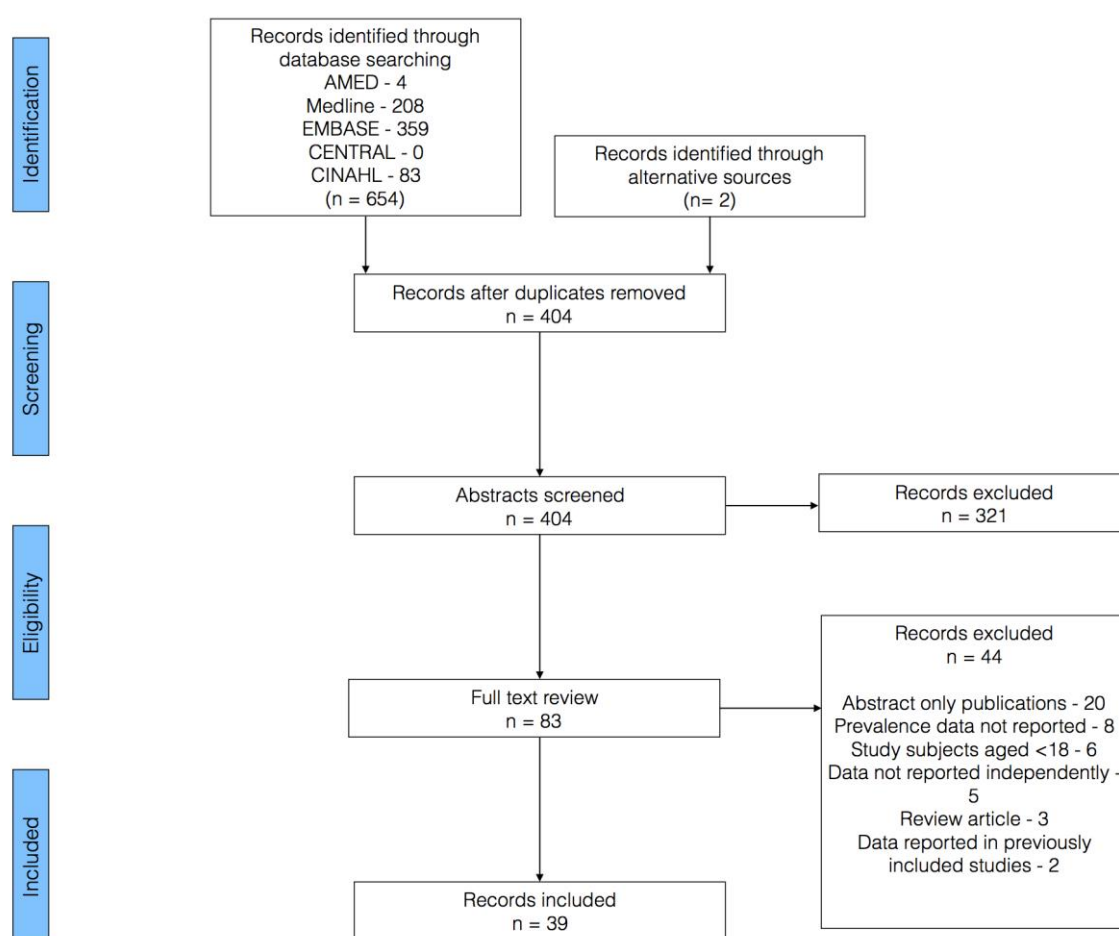 Identification
Records identified through
database searching
AMED - 4
Medline - 208
EMBASE - 359
CENTRAL - 0
CINAHL - 83
(n = 654)
Records identified through
alternative sources
(n= 2)
Screening
Records after duplicates removed
n = 404
Abstracts screened
n = 404
Records excluded
n = 321
Eligibility
Full text review
n = 83
Records excluded
n = 44
Abstract only publications - 20
Prevalence data not reported - 8
Study subjects aged <18 - 6
Data not reported independently -
5
Review article - 3
Data reported in previously
included studies - 2
Included
Records included
n = 39